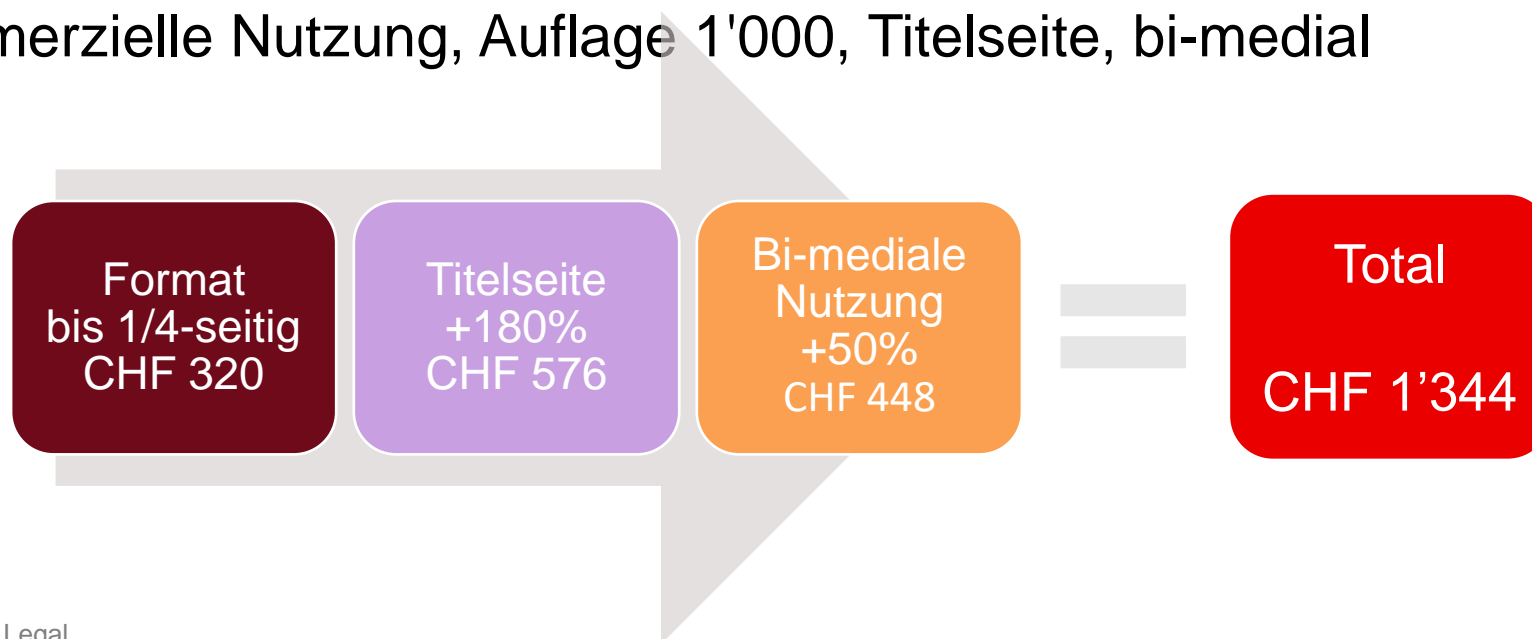 merzielle Nutzung, Auflage 1'000, Titelseite, bi-medial
Format
bis 1/4-seitig
CHF 320
Titelseite
+180%
CHF 576
Bi-mediale
Nutzung
+50%
CHF 448
Total
CHF 1’344
Legal